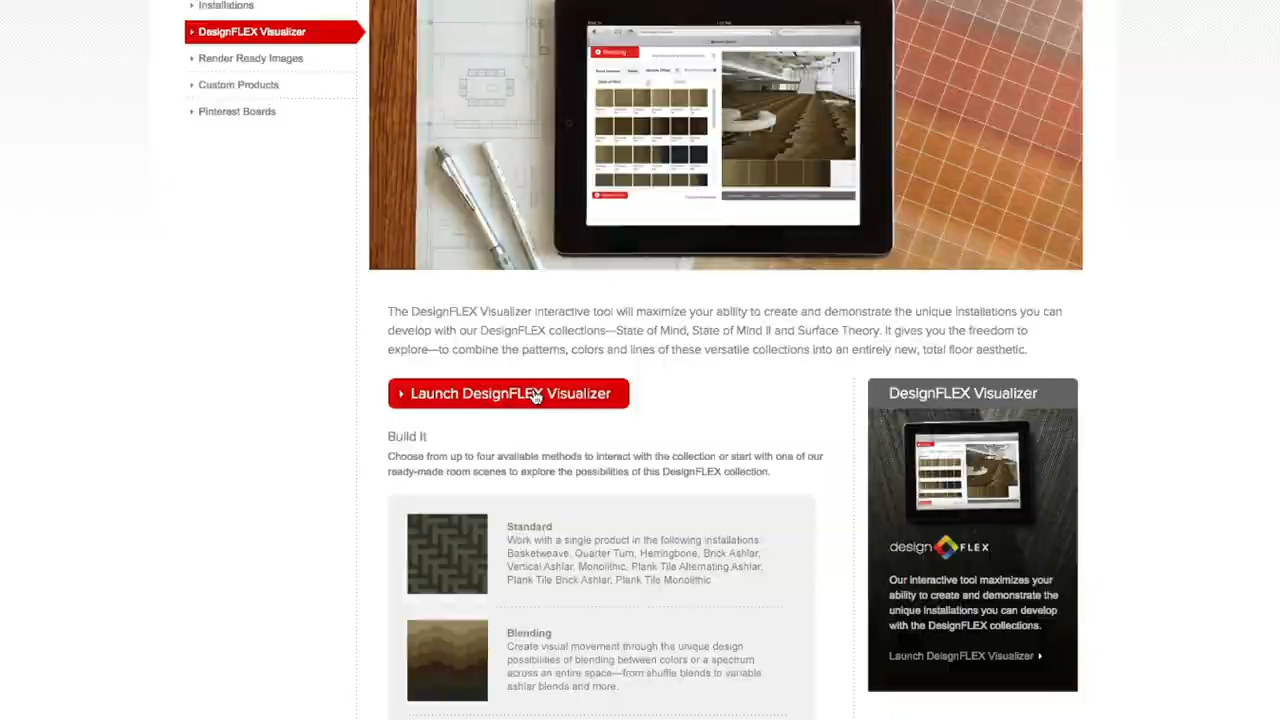 Installations
DesignFLEX Visualizer
Render Ready Images
Custom Products
Pinterest Boards
Blending
The DesignFLEX Visualizer interactive tool will maximize your ability to create and demonstrate the unique installations you can
develop with our DesignFLEX collections—State of Mind, State of Mind II and Surface Theory. It gives you the freedom to
explore—to combine the patterns, colors and lines of these versatile collections into an entirely new, total floor aesthetic.
Launch DesignFLEX Visualizer
Build It
Choose from up to four available methods to interact with the collection or start with one of our
ready-made room scenes to explore the possibilities of this DesignFLEX collection.
Standard
Work with a single product in the following installations
Basketweave, Quarter Turn, Herringbone, Brick Ashlar,
Vertical Ashlar, Monolithic, Plank Tile Alternating Ashlar,
Plank Tile Brick Ashlar, Plank Tile Monolithic
Blending
Create visual movement through the unique design
possibilities of blending between colors or a spectrum
across an entire space—from shuffle blends to variable
ashlar blends and more.
DesignFLEX Visualizer
design FLEX
Our interactive tool maximizes your
ability to create and demonstrate the
unique installations you can develop
with the DesignFLEX collections.
Launch DeisgnFLEX Visualizer